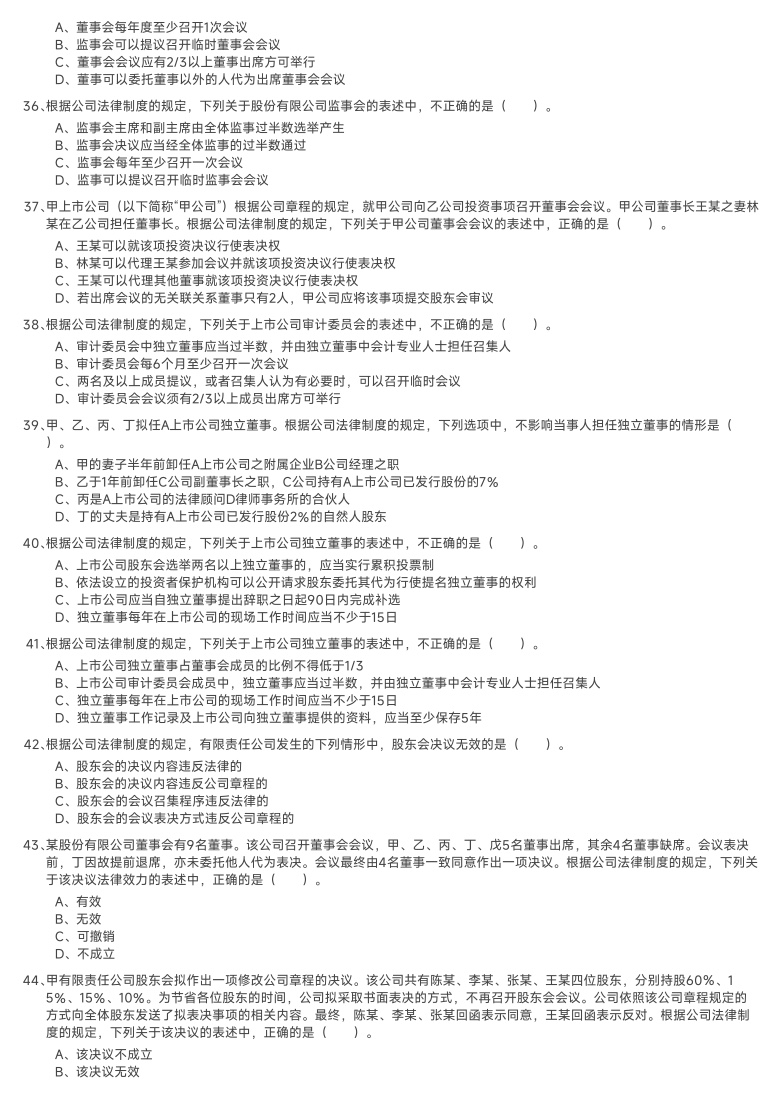 A、董事会每年度至少召开1次会议
B、监事会可以提议召开临时董事会会议
C、董事会会议应有2/3以上董事出席方可举行
D、董事可以委托董事以外的人代为出席董事会会议
36、根据公司法律制度的规定，下列关于股份有限公司监事会的表述中，不正确的是（  ）。
A、监事会主席和副主席由全体监事过半数选举产生
B、监事会决议应当经全体监事的过半数通过
C、监事会每年至少召开一次会议
D、监事可以提议召开临时监事会会议
37、甲上市公司（以下简称“甲公司”）根据公司章程的规定，就甲公司向乙公司投资事项召开董事会会议。甲公司董事长王某之妻林
某在乙公司担任董事长。根据公司法律制度的规定，下列关于甲公司董事会会议的表述中，正确的是（  ）。
A、王某可以就该项投资决议行使表决权
B、林某可以代理王某参加会议并就该项投资决议行使表决权
C、王某可以代理其他董事就该项投资决议行使表决权
D、若出席会议的无关联关系董事只有2人，甲公司应将该事项提交股东会审议
38、根据公司法律制度的规定，下列关于上市公司审计委员会的表述中，不正确的是（  ）。
A、审计委员会中独立董事应当过半数，并由独立董事中会计专业人士担任召集人
B、审计委员会每6个月至少召开一次会议
C、两名及以上成员提议，或者召集人认为有必要时，可以召开临时会议
D、审计委员会会议须有2/3以上成员出席方可举行
39、甲、乙、丙、丁拟任A上市公司独立董事。根据公司法律制度的规定，下列选项中，不影响当事人担任独立董事的情形是（
）。
A、甲的妻子半年前卸任A上市公司之附属企业B公司经理之职
B、乙于1年前卸任C公司副董事长之职，C公司持有A上市公司已发行股份的7%
C、丙是A上市公司的法律顾问D律师事务所的合伙人
D、丁的丈夫是持有A上市公司已发行股份2%的自然人股东
40、根据公司法律制度的规定，下列关于上市公司独立董事的表述中，不正确的是（  ）。
A、上市公司股东会选举两名以上独立董事的，应当实行累积投票制
B、依法设立的投资者保护机构可以公开请求股东委托其代为行使提名独立董事的权利
C、上市公司应当自独立董事提出辞职之日起90日内完成补选
D、独立董事每年在上市公司的现场工作时间应当不少于15日
41、根据公司法律制度的规定，下列关于上市公司独立董事的表述中，不正确的是（  ）。
A、上市公司独立董事占董事会成员的比例不得低于1/3
B、上市公司审计委员会成员中，独立董事应当过半数，并由独立董事中会计专业人士担任召集人
C、独立董事每年在上市公司的现场工作时间应当不少于15日
D、独立董事工作记录及上市公司向独立董事提供的资料，应当至少保存5年
42、根据公司法律制度的规定，有限责任公司发生的下列情形中，股东会决议无效的是（  ）。
A、股东会的决议内容违反法律的
B、股东会的决议内容违反公司章程的
C、股东会的会议召集程序违反法律的
D、股东会的会议表决方式违反公司章程的
43、某股份有限公司董事会有9名董事。该公司召开董事会会议，甲、乙、丙、丁、戊5名董事出席，其余4名董事缺席。会议表决
前，丁因故提前退席，亦未委托他人代为表决。会议最终由4名董事一致同意作出一项决议。根据公司法律制度的规定，下列关
于该决议法律效力的表述中，正确的是（  ）。
A、有效
B、无效
C、可撤销
D、不成立
44、甲有限责任公司股东会拟作出一项修改公司章程的决议。该公司共有陈某、李某、张某、王某四位股东，分别持股60%、1
5%、15%、10%。为节省各位股东的时间，公司拟采取书面表决的方式，不再召开股东会会议。公司依照该公司章程规定的
方式向全体股东发送了拟表决事项的相关内容。最终，陈某、李某、张某回函表示同意，王某回函表示反对。根据公司法律制
度的规定，下列关于该决议的表述中，正确的是（  ）。
A、该决议不成立
B、该决议无效